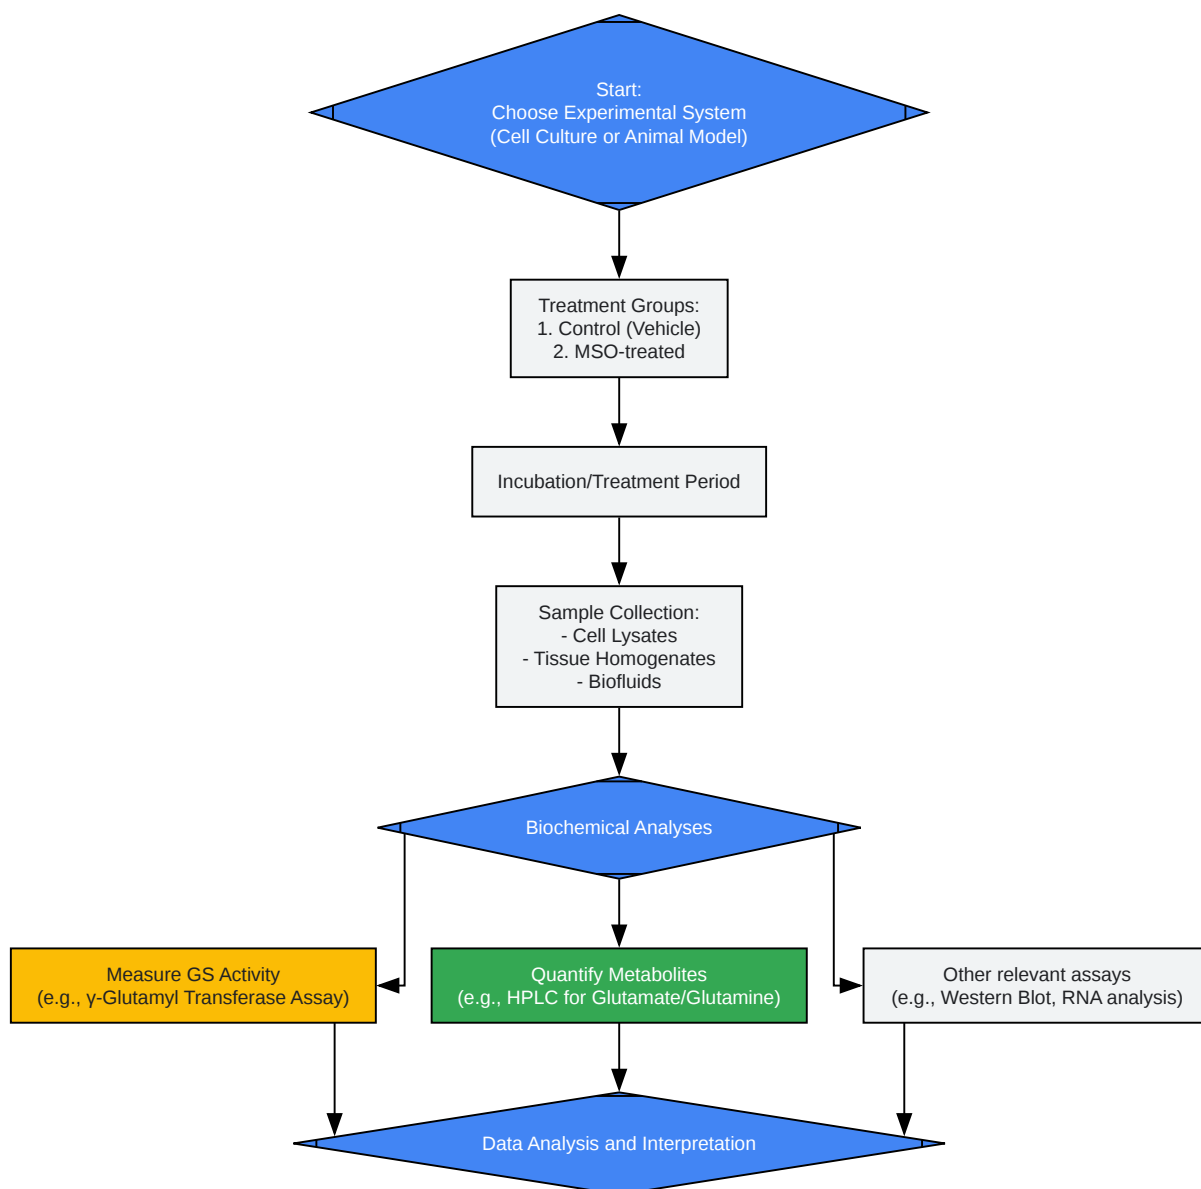 Start:
Choose Experimental System
(Cell Culture or Animal Model)
Treatment Groups:
1. Control (Vehicle)
2. MSO-treated
Incubation/Treatment Period
Sample Collection:
- Cell Lysates
- Tissue Homogenates
- Biofluids
Biochemical Analyses
Measure GS Activity
(e.g., γ-Glutamyl Transferase Assay)
Quantify Metabolites
(e.g., HPLC for Glutamate/Glutamine)
Other relevant assays
(e.g., Western Blot, RNA analysis)
Data Analysis and Interpretation